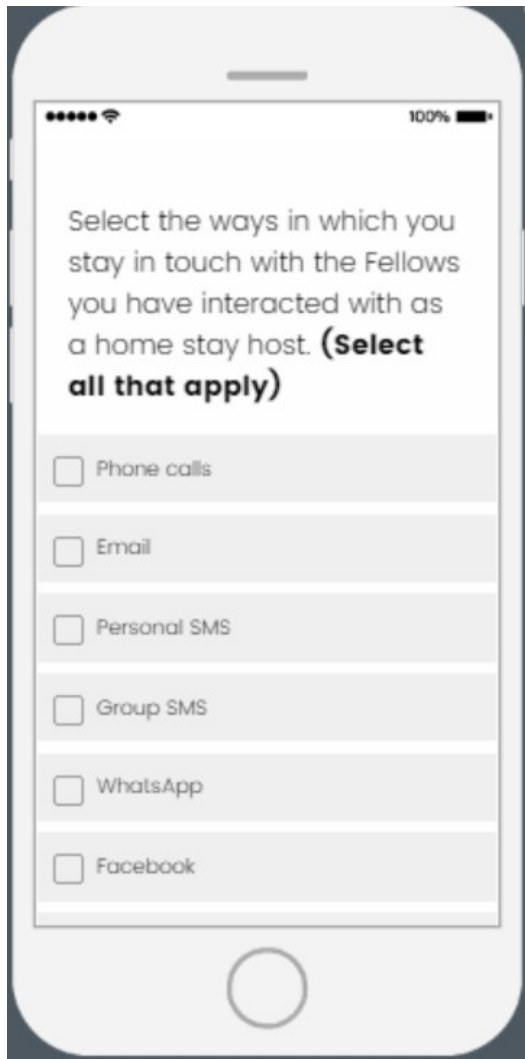 100%
Select the ways in which you
stay in touch with the Fellows
you have interacted with as
a home stay host. (Select
all that apply)
Phone calls
Email
Personal SMS
Group SMS
WhatsApp
Facebook